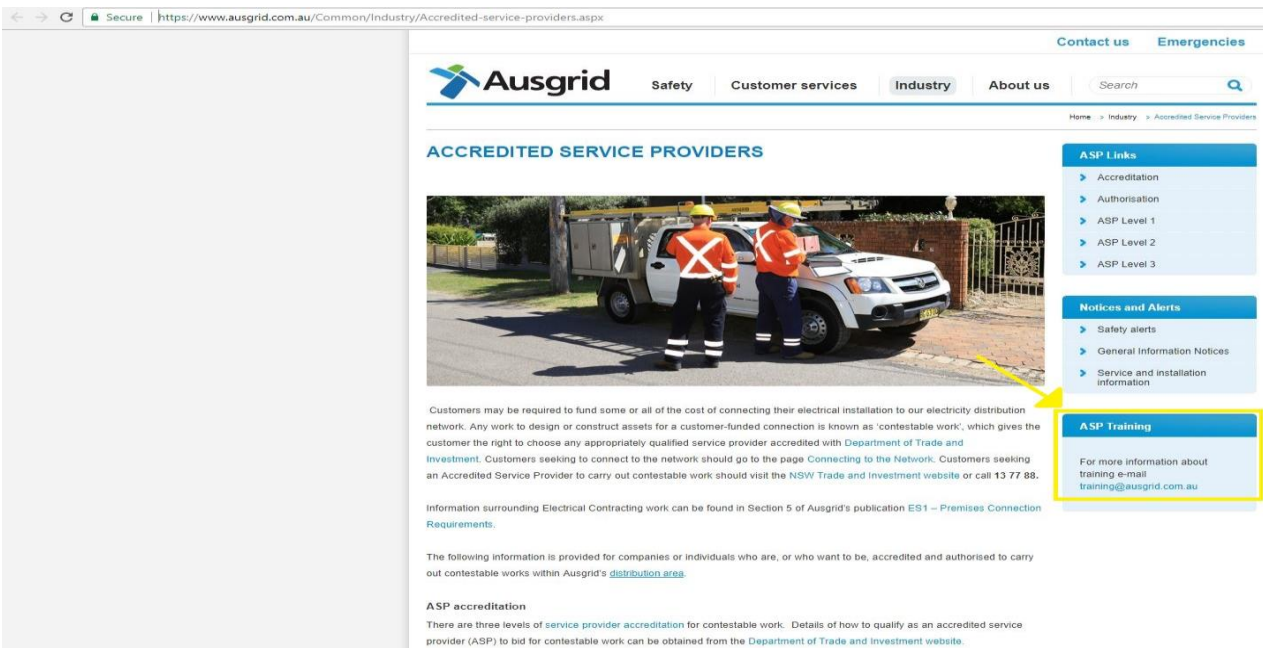 Secure | https://www.ausgrid.com.au/Common/Industry/Accredited-service-providers.aspx
Contact us Emergencies
Ausgrid Safety Customer services Industry About us Search
Home > Industry > Accredited Service Providers
ACCREDITED SERVICE PROVIDERS
Customers may be required to fund some or all of the cost of connecting their electrical installation to our electricity distribution
network. Any work to design or construct assets for a customer-funded connection is known as 'contestable work', which gives the
customer the right to choose any appropriately qualified service provider accredited with Department of Trade and
Investment. Customers seeking to connect to the network should go to the page Connecting to the Network. Customers seeking
an Accredited Service Provider to carry out contestable work should visit the NSW Trade and Investment website or call 13 77 88.
Information surrounding Electrical Contracting work can be found in Section 5 of Ausgrid's publication ES1 – Premises Connection
Requirements.
The following information is provided for companies or individuals who are, or who want to be, accredited and authorised to carry
out contestable works within Ausgrid's distribution area.
ASP accreditation
There are three levels of service provider accreditation for contestable work. Details of how to qualify as an accredited service
provider (ASP) to bid for contestable work can be obtained from the Department of Trade and Investment website.
ASP Links
Accreditation
Authorisation
ASP Level 1
ASP Level 2
ASP Level 3
Notices and Alerts
Safety alerts
General Information Notices
Service and installation
information
ASP Training
For more information about
training e-mail
training@ausgrid.com.au